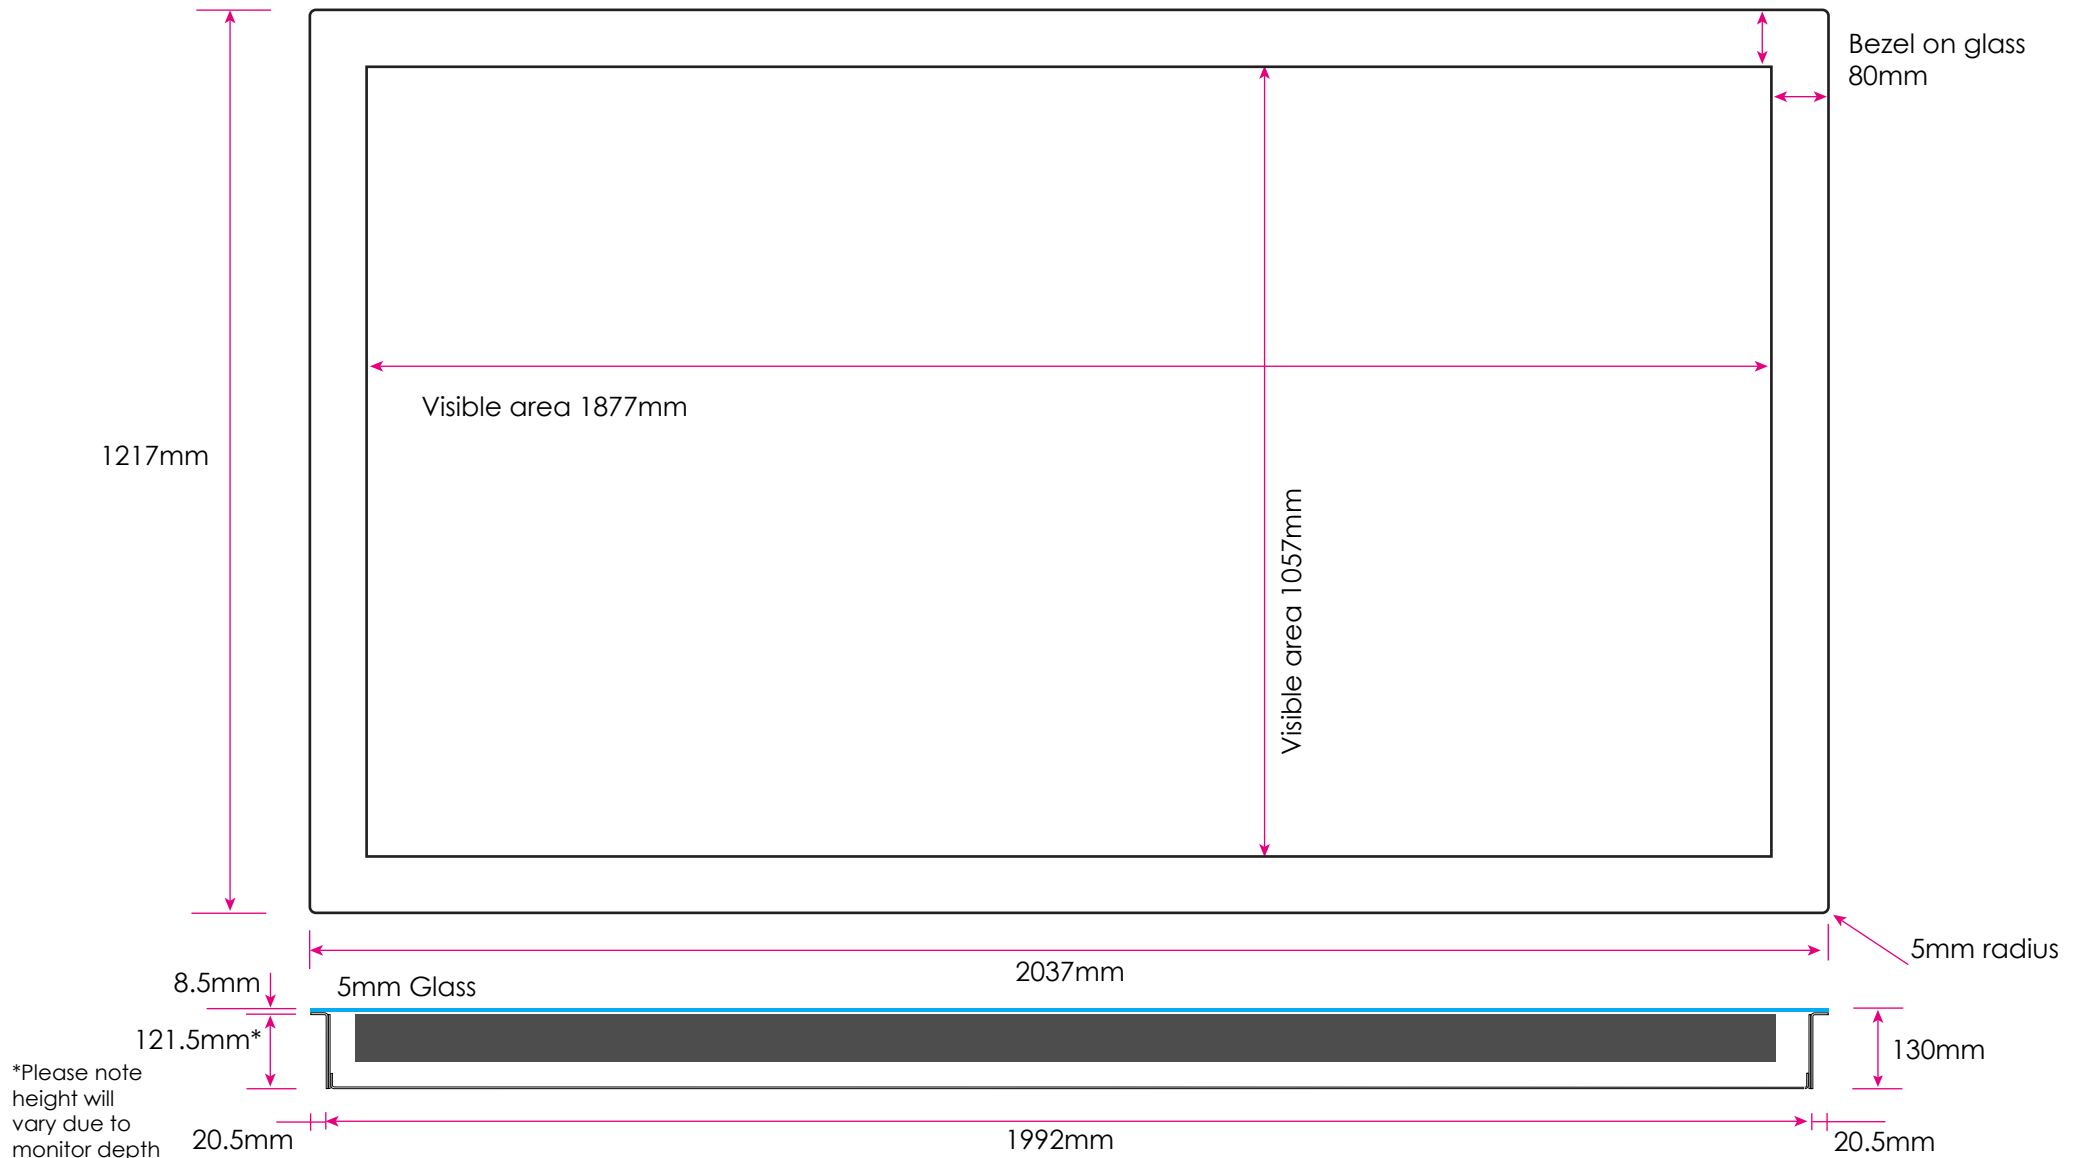 Bezel on glass
80mm
Visible area 1877mm
1217mm
Visible area 1057mm
5mm radius
2037mm
8.5mm
5mm Glass
121.5mm*
130mm
*Please note
height will
vary due to
monitor depth
20.5mm
1992mm
20.5mm